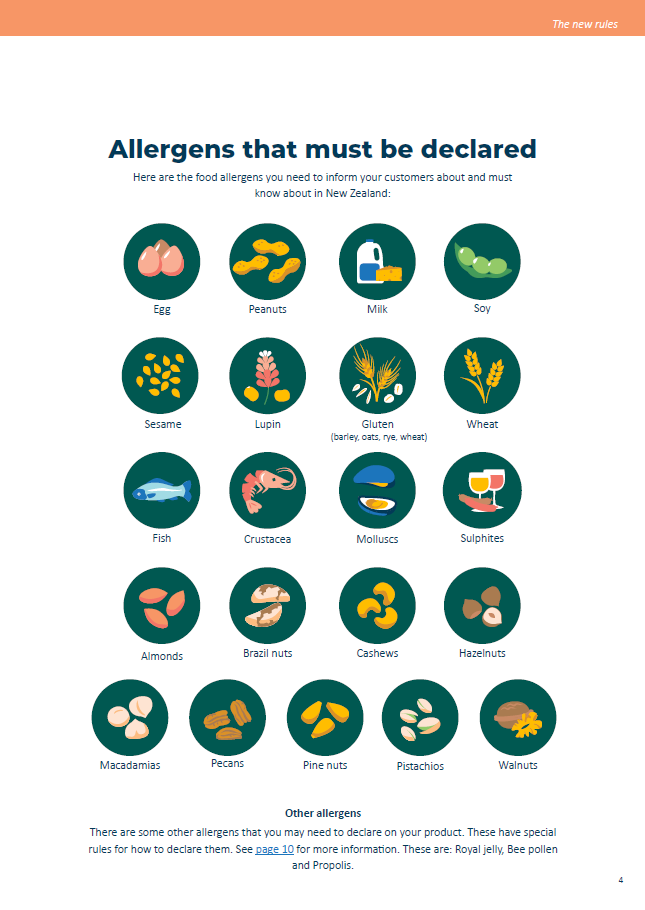 The new rules
Allergens that must be declared
Here are the food allergens you need to inform your customers about and must
know about in New Zealand:
Egg
Peanuts
Milk
Soy
Sesame
Lupin
Gluten
(barley, oats, rye, wheat)
Wheat
Fish
Crustacea
Molluscs
Sulphites
Almonds
Brazil nuts
Cashews
Hazelnuts
Macadamias
Pecans
Pine nuts
Pistachios
Walnuts
Other allergens
There are some other allergens that you may need to declare on your product. These have special
rules for how to declare them. See page 10 for more information. These are: Royal jelly, Bee pollen
and Propolis.
4